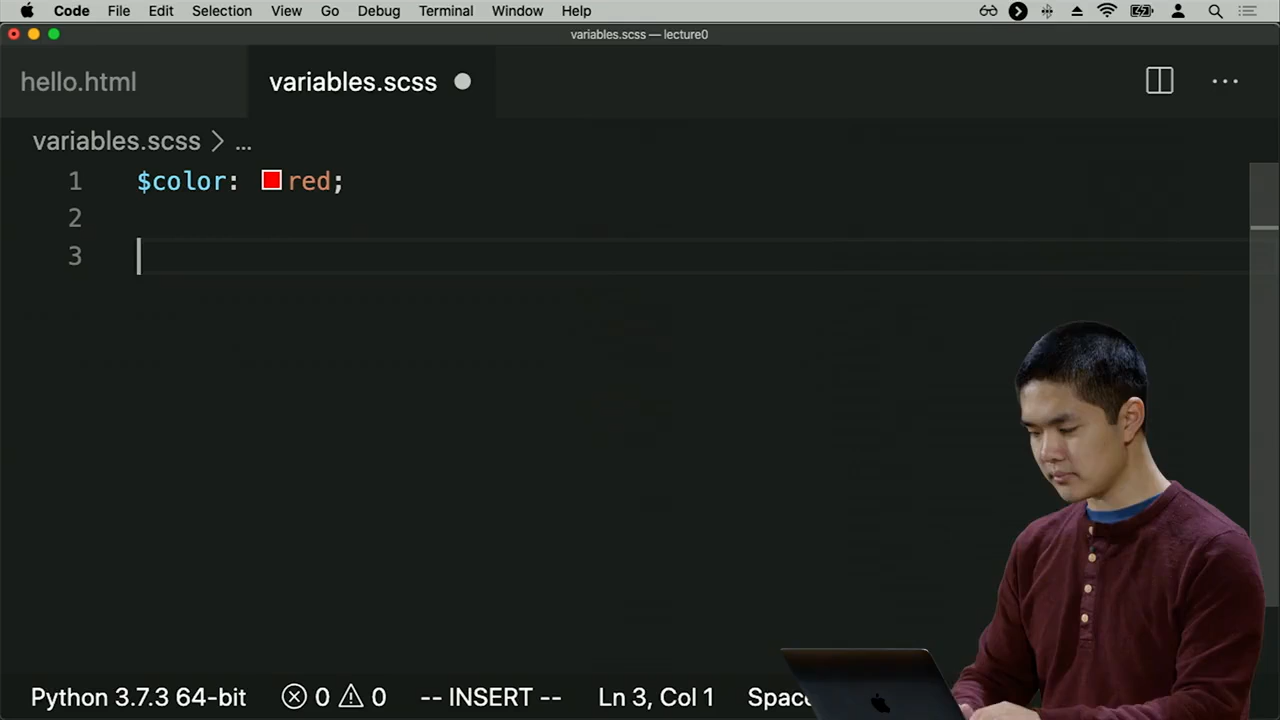 Code File Edit Selection View Go Debug Terminal Window Help
variables.scss — lecture0
hello.html variables.scss
variables.scss > ...
1 $color: red;
2
3
Python 3.7.3 64-bit 0 0 -- INSERT -- Ln 3, Col 1 Spac